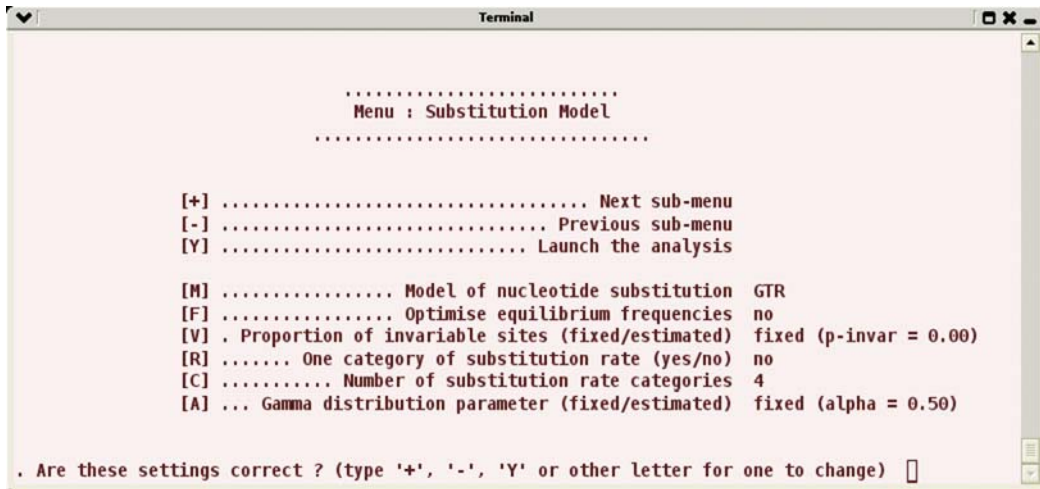 Terminal
...........................
Menu : Substitution Model
.................................
[+] .................................... Next sub-menu
[-] ................................ Previous sub-menu
[Y] .............................. Launch the analysis
[M] ................. Model of nucleotide substitution GTR
[F] ................. Optimise equilibrium frequencies no
[V] . Proportion of invariable sites (fixed/estimated) fixed (p-invar = 0.00)
[R] ....... One category of substitution rate (yes/no) no
[C] ........... Number of substitution rate categories 4
[A] ... Gamma distribution parameter (fixed/estimated) fixed (alpha = 0.50)
. Are these settings correct ? (type '+', '-', 'Y' or other letter for one to change)